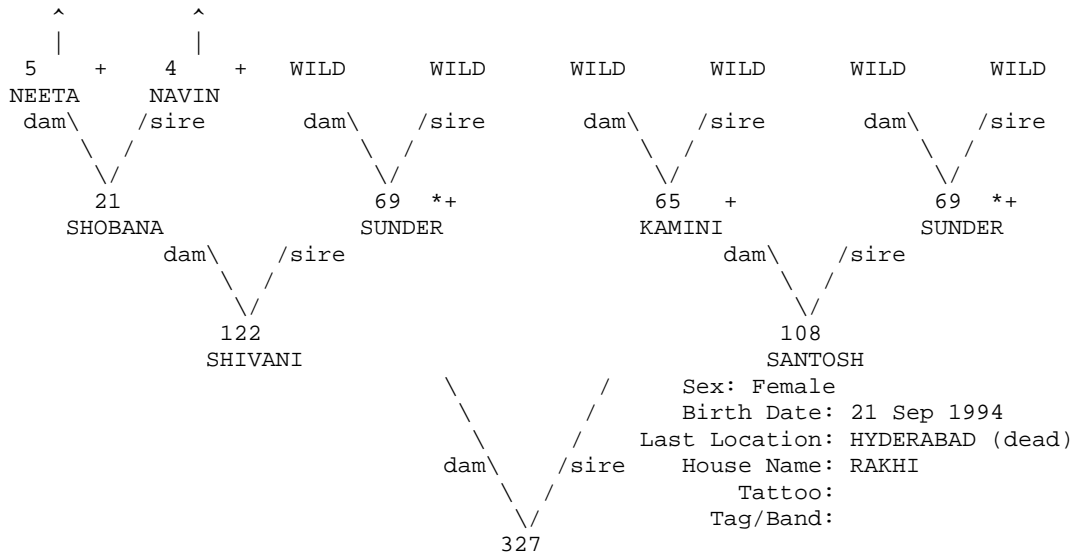 ^ ^
| |
5 + 4 + WILD WILD WILD WILD WILD WILD
NEETA NAVIN
dam\ /sire dam\ /sire dam\ /sire dam\ /sire
\ / \ / \ / \ /
\/ \/ \/ \/
21 69 *+ 65 + 69 *+
SHOBANA SUNDER KAMINI SUNDER
dam\ /sire dam\ /sire
\ / \ /
\/ \/
122 108
SHIVANI SANTOSH
\ / Sex: Female
\ / Birth Date: 21 Sep 1994
\ / Last Location: HYDERABAD (dead)
dam\ /sire House Name: RAKHI
\ / Tattoo:
\/ Tag/Band:
327